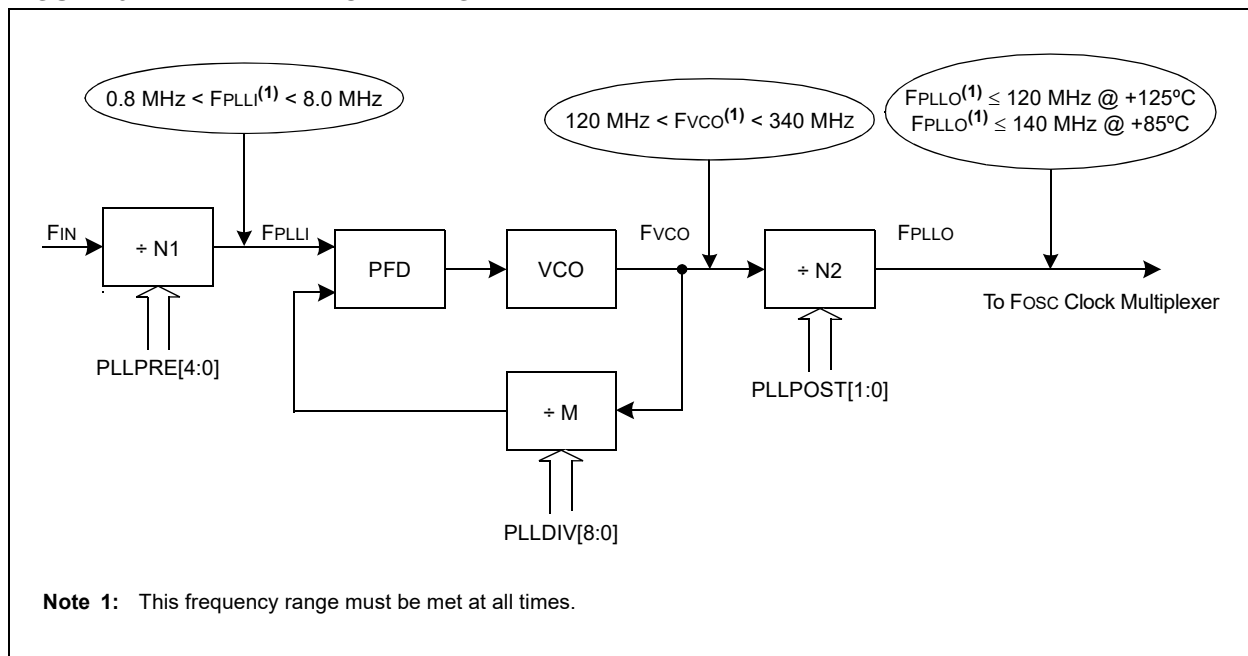 0.8 MHz < FPLLI(1) < 8.0 MHz
120 MHz < FVCO(1) < 340 MHz
FPLLO(1) ≤ 120 MHz @ +125ºC
FPLLO(1) ≤ 140 MHz @ +85ºC
FIN
÷ N1
FPLLI
PFD
VCO
FVCO
÷ N2
FPLLO
To FOSC Clock Multiplexer
PLLPRE[4:0]
÷ M
PLLPOST[1:0]
PLLDIV[8:0]
Note 1: This frequency range must be met at all times.